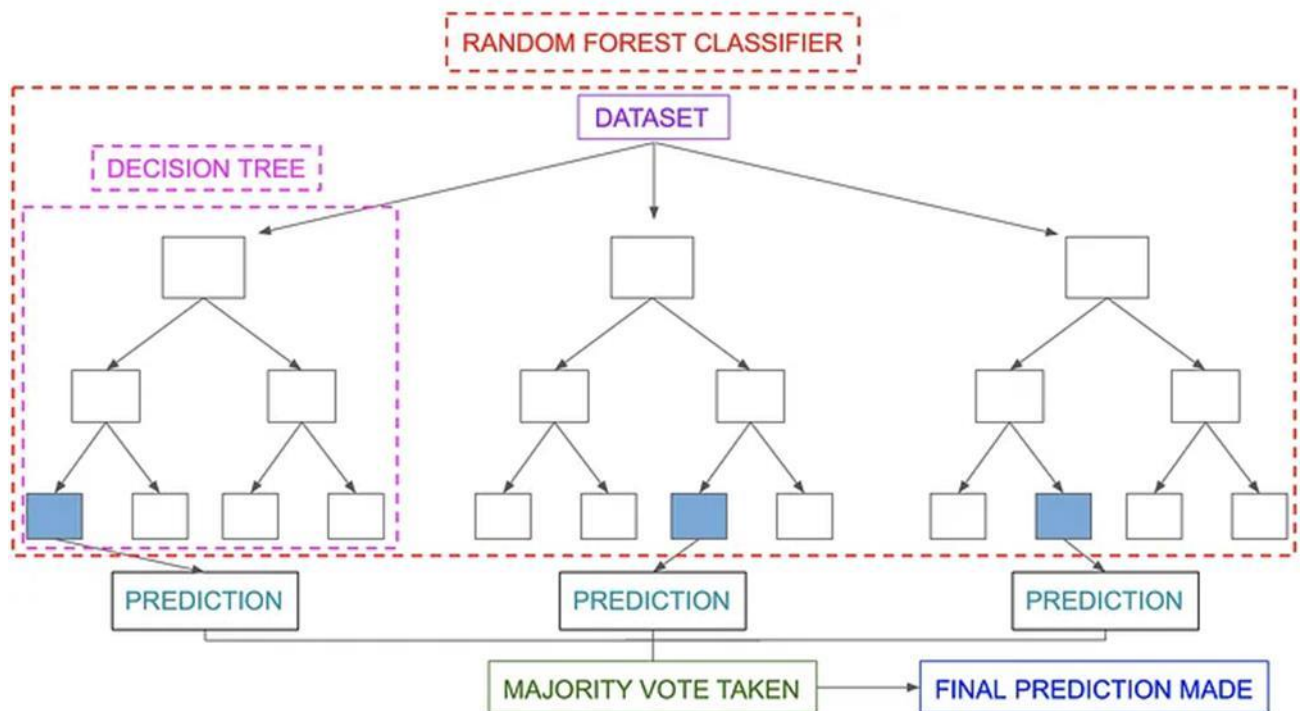 RANDOM FOREST CLASSIFIER
DATASET
DECISION TREE
PREDICTION
PREDICTION
PREDICTION
MAJORITY VOTE TAKEN
FINAL PREDICTION MADE